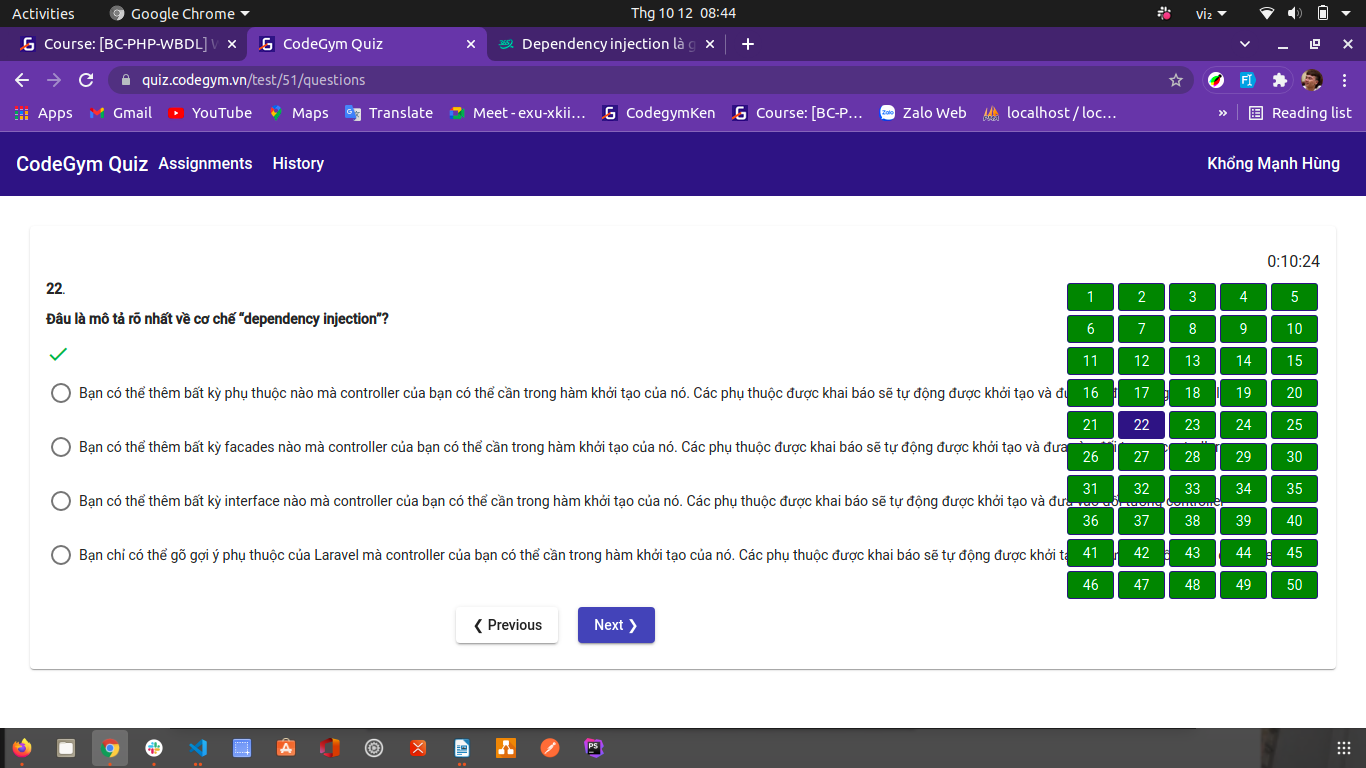 Activities Google Chrome Thg 10 12 08:44 vi₂
Course: [BC-PHP-WBDL] CodeGym Quiz Dependency injection là
quiz.codegym.vn/test/51/questions
Apps Gmail YouTube Maps Translate Meet - exu-xkii... CodegymKen Course: [BC-P... Zalo Web localhost / loc... » Reading list
CodeGym Quiz Assignments History Khổng Mạnh Hùng
0:10:24
22.
Đâu là mô tả rõ nhất về cơ chế “dependency injection”?
Bạn có thể thêm bất kỳ phụ thuộc nào mà controller của bạn có thể cần trong hàm khởi tạo của nó. Các phụ thuộc được khai báo sẽ tự động được khởi tạo và
Bạn có thể thêm bất kỳ facades nào mà controller của bạn có thể cần trong hàm khởi tạo của nó. Các phụ thuộc được khai báo sẽ tự động được khởi tạo và đưa
Bạn có thể thêm bất kỳ interface nào mà controller của bạn có thể cần trong hàm khởi tạo của nó. Các phụ thuộc được khai báo sẽ tự động được khởi tạo và đưa vào đối tượng controller
Bạn chỉ có thể gõ gợi ý phụ thuộc của Laravel mà controller của bạn có thể cần trong hàm khởi tạo của nó. Các phụ thuộc được khai báo sẽ tự động được khởi
1 2 3 4 5
6 7 8 9 10
11 12 13 14 15
16 17 18 19 20
21 22 23 24 25
26 27 28 29 30
31 32 33 34 35
36 37 38 39 40
41 42 43 44 45
46 47 48 49 50
❮ Previous Next ❯
PS